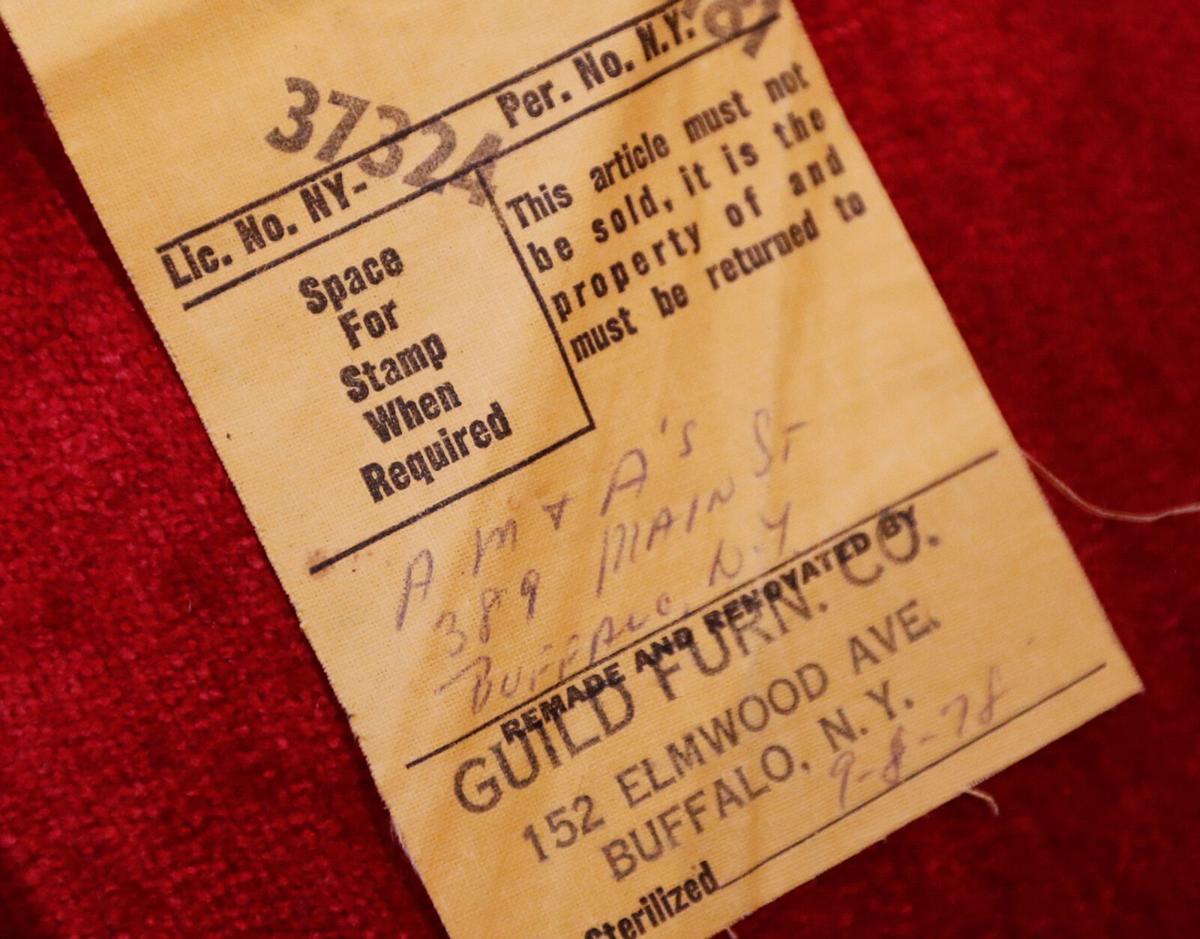 37324
Lic. No. NY- Per. No. N.Y.
Space
For
Stamp
When
Required
This article must not
be sold, it is the
property of and
must be returned to
A M & A's
389 MAIN ST
BUFFALO, N.Y.
REMADE AND RENOVATED BY
GUILD FURN. CO.
152 ELMWOOD AVE.
BUFFALO, N. Y.
9-8-78
Sterilized